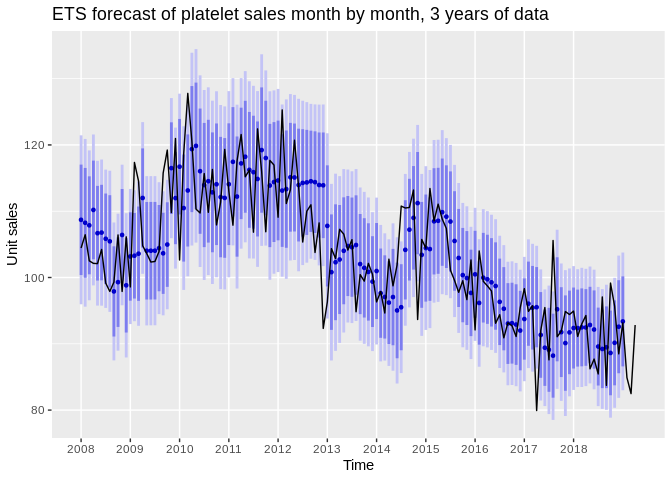 ETS forecast of platelet sales month by month, 3 years of data
Unit sales
120
100
80
2008 2009 2010 2011 2012 2013 2014 2015 2016 2017 2018
Time